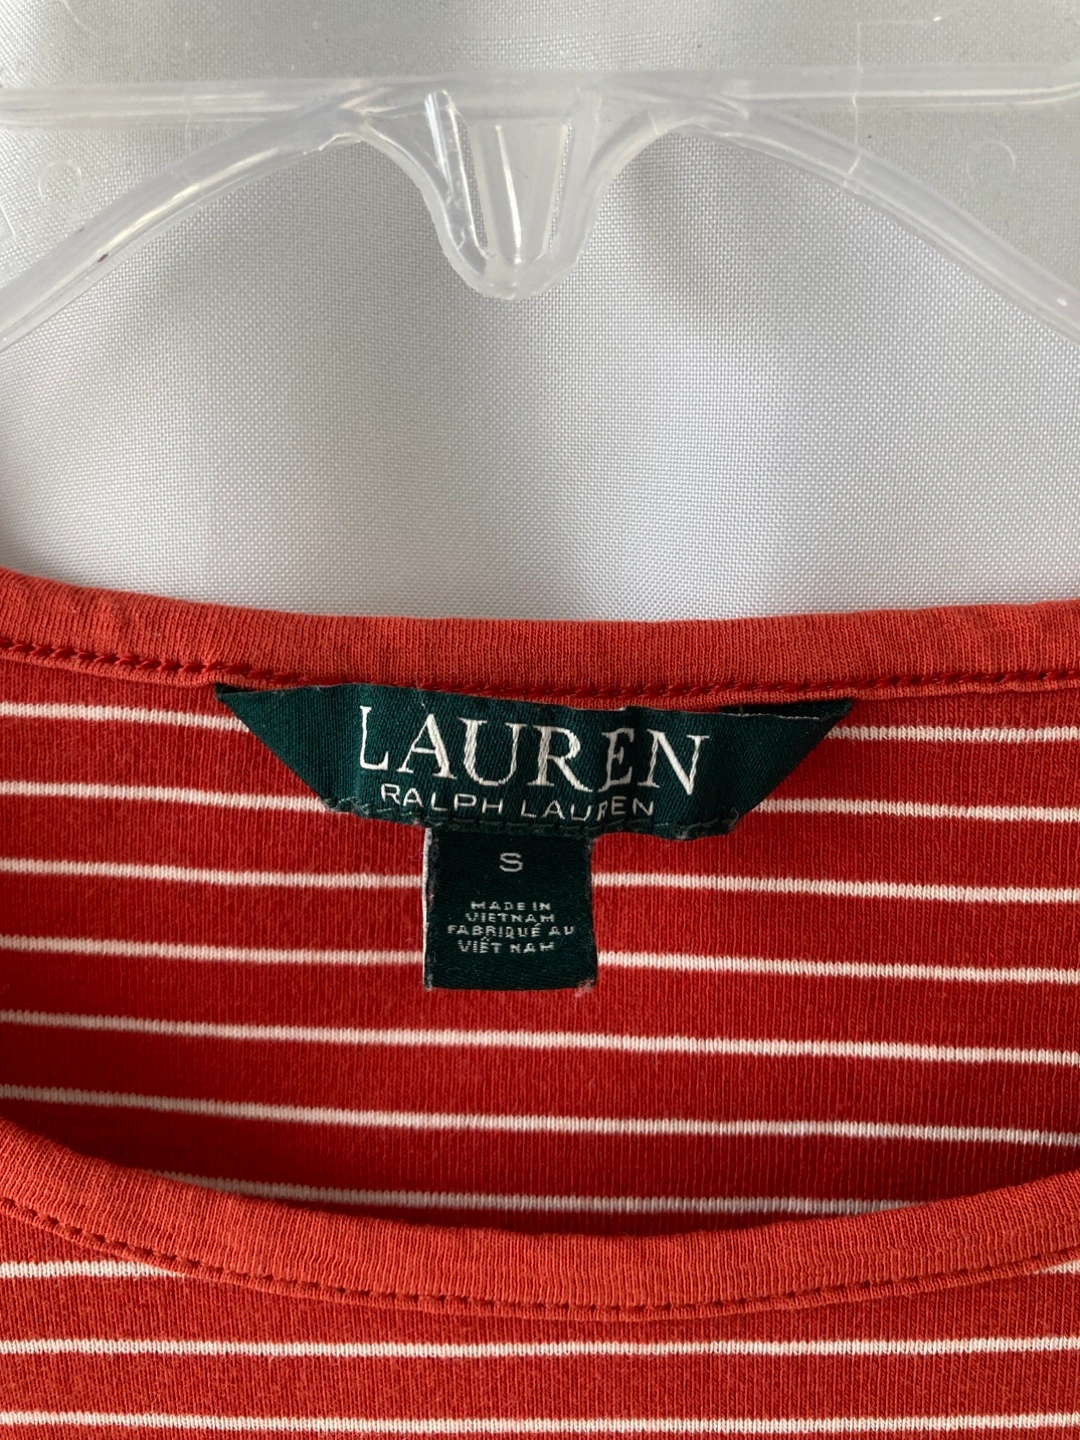 LAUREN
RALPH LAUREN
S
MADE IN
VIETNAM
FABRIQUÉ AU
VIÊT NAM